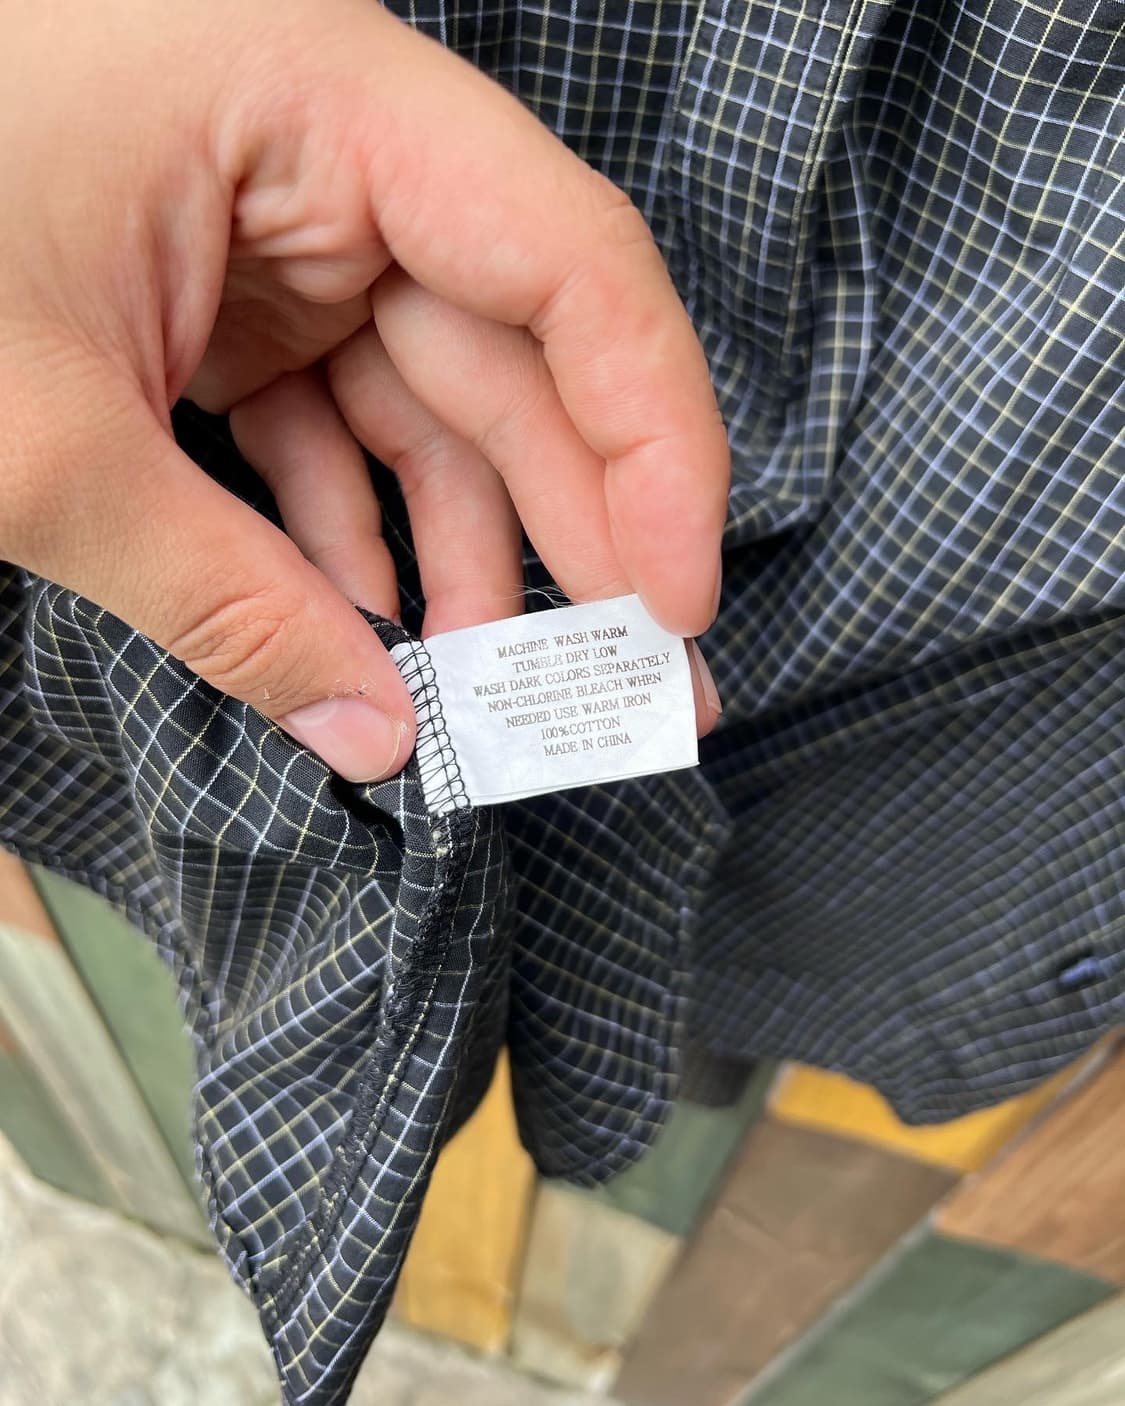 MACHINE WASH WARM
TUMBLE DRY LOW
WASH DARK COLORS SEPARATELY
NON-CHLORINE BLEACH WHEN
NEEDED USE WARM IRON
100%COTTON
MADE IN CHINA